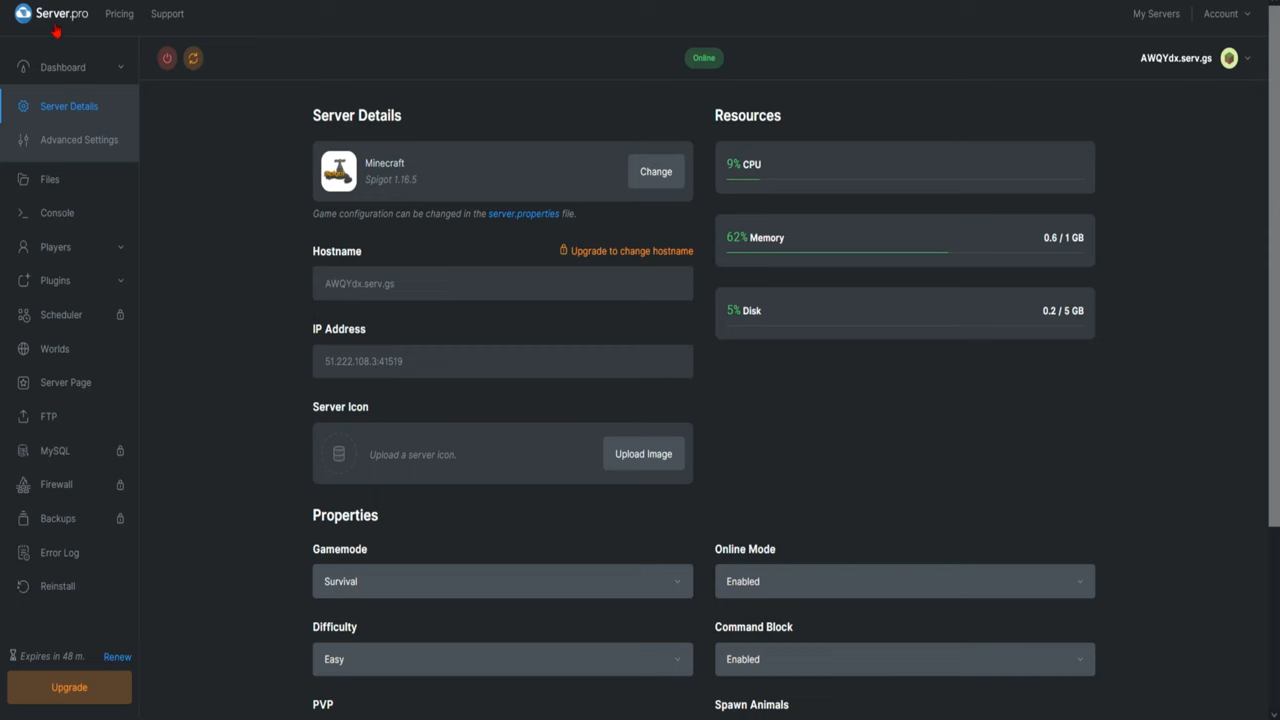 Server.pro
Pricing
Support
My Servers
Account
Dashboard
Online
AWQYdx.serv.gs
Server Details
Advanced Settings
Files
Console
Players
Plugins
Scheduler
Worlds
Server Page
FTP
MySQL
Firewall
Backups
Error Log
Reinstall
Expires in 48 m.
Renew
Upgrade
Server Details
Minecraft
Spigot 1.16.5
Change
Game configuration can be changed in the server.properties file.
Hostname
Upgrade to change hostname
AWQYdx.serv.gs
IP Address
51.222.108.3:41519
Server Icon
Upload a server icon.
Upload Image
Resources
9% CPU
62% Memory
0.6 / 1 GB
5% Disk
0.2 / 5 GB
Properties
Gamemode
Survival
Online Mode
Enabled
Difficulty
Easy
Command Block
Enabled
PVP
Spawn Animals